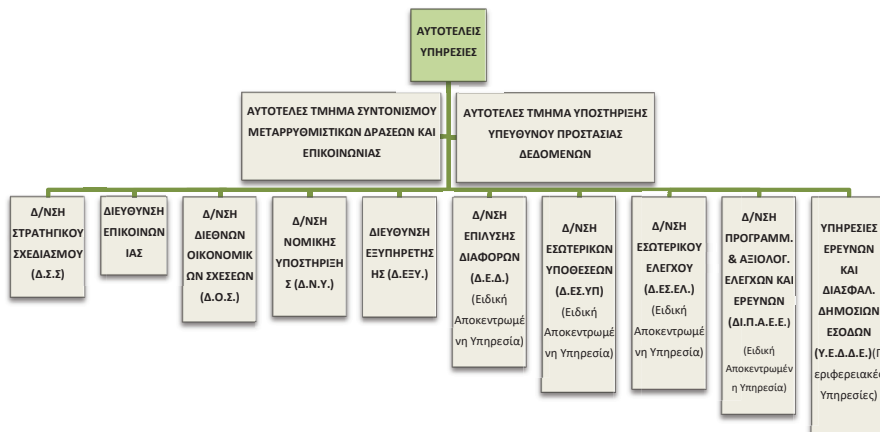 ΑΥΤΟΤΕΛΕΙΣ
ΥΠΗΡΕΣΙΕΣ
ΑΥΤΟΤΕΛΕΣ ΤΜΗΜΑ ΣΥΝΤΟΝΙΣΜΟΥ
ΜΕΤΑΡΡΥΘΜΙΣΤΙΚΩΝ ΔΡΑΣΕΩΝ ΚΑΙ
ΕΠΙΚΟΙΝΩΝΙΑΣ
ΑΥΤΟΤΕΛΕΣ ΤΜΗΜΑ ΥΠΟΣΤΗΡΙΞΗΣ
ΥΠΕΥΘΥΝΟΥ ΠΡΟΣΤΑΣΙΑΣ
ΔΕΔΟΜΕΝΩΝ
Δ/ΝΣΗ
ΣΤΡΑΤΗΓΙΚΟΥ
ΣΧΕΔΙΑΣΜΟΥ
(Δ.Σ.Σ)
ΔΙΕΥΘΥΝΣΗ
ΕΠΙΚΟΙΝΩΝ
ΙΑΣ
Δ/ΝΣΗ
ΔΙΕΘΝΩΝ
ΟΙΚΟΝΟΜΙΚ
ΩΝ ΣΧΕΣΕΩΝ
(Δ.Ο.Σ.)
Δ/ΝΣΗ
ΝΟΜΙΚΗΣ
ΥΠΟΣΤΗΡΙΞΗ
Σ (Δ.Ν.Υ.)
ΔΙΕΥΘΥΝΣΗ
ΕΞΥΠΗΡΕΤΗΣ
ΗΣ (Δ.ΕΞΥ.)
Δ/ΝΣΗ
ΕΠΙΛΥΣΗΣ
ΔΙΑΦΟΡΩΝ
(Δ.Ε.Δ.)
(Ειδική
Αποκεντρωμέ
νη Υπηρεσία)
Δ/ΝΣΗ
ΕΣΩΤΕΡΙΚΩΝ
ΥΠΟΘΕΣΕΩΝ
(Δ.ΕΣ.ΥΠ)
(Ειδική
Αποκεντρωμέ
νη Υπηρεσία)
Δ/ΝΣΗ
ΕΣΩΤΕΡΙΚΟΥ
ΕΛΕΓΧΟΥ
(Δ.ΕΣ.ΕΛ.)
(Ειδική
Αποκεντρωμέ
νη Υπηρεσία)
Δ/ΝΣΗ
ΠΡΟΓΡΑΜΜ.
& ΑΞΙΟΛΟΓ.
ΕΛΕΓΧΩΝ ΚΑΙ
ΕΡΕΥΝΩΝ
(ΔΙ.Π.Α.Ε.Ε.)
(Ειδική
Αποκεντρωμέν
η Υπηρεσία)
ΥΠΗΡΕΣΙΕΣ
ΕΡΕΥΝΩΝ
ΚΑΙ
ΔΙΑΣΦΑΛ.
ΔΗΜΟΣΙΩΝ
ΕΣΟΔΩΝ
(Υ.Ε.Δ.Δ.Ε.)(Π
εριφερειακές
Υπηρεσίες)